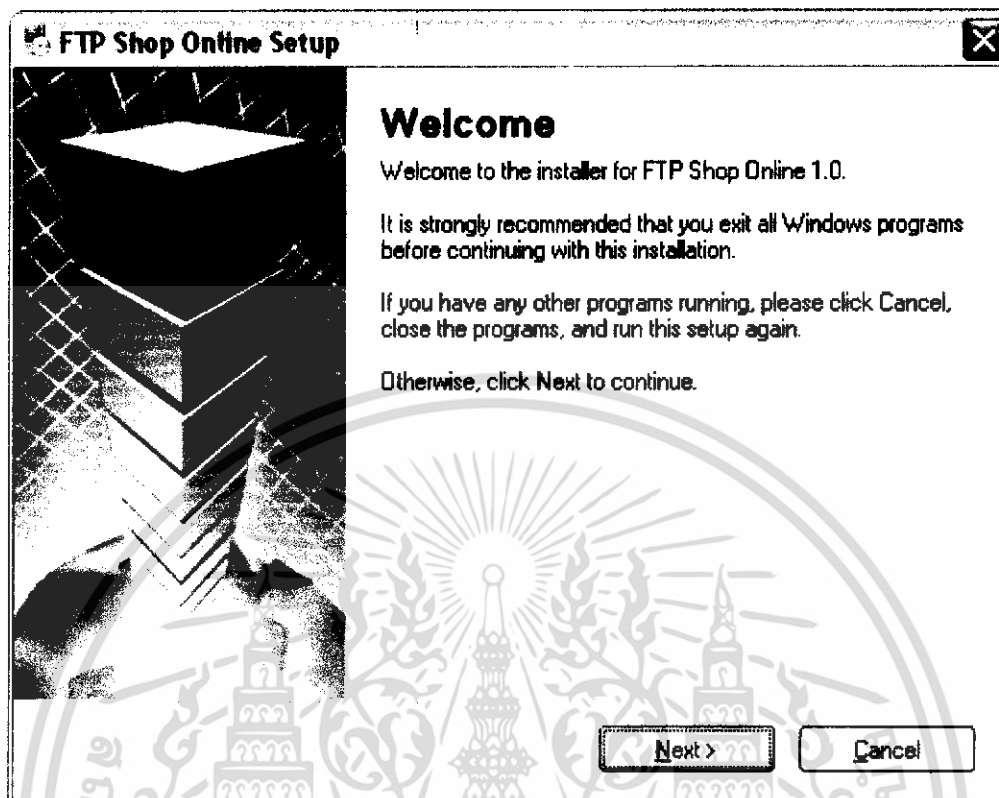 FTP Shop Online Setup
Welcome
Welcome to the installer for FTP Shop Online 1.0.
It is strongly recommended that you exit all Windows programs
before continuing with this installation.
If you have any other programs running, please click Cancel,
close the programs, and run this setup again.
Otherwise, click Next to continue.
Next >
Cancel